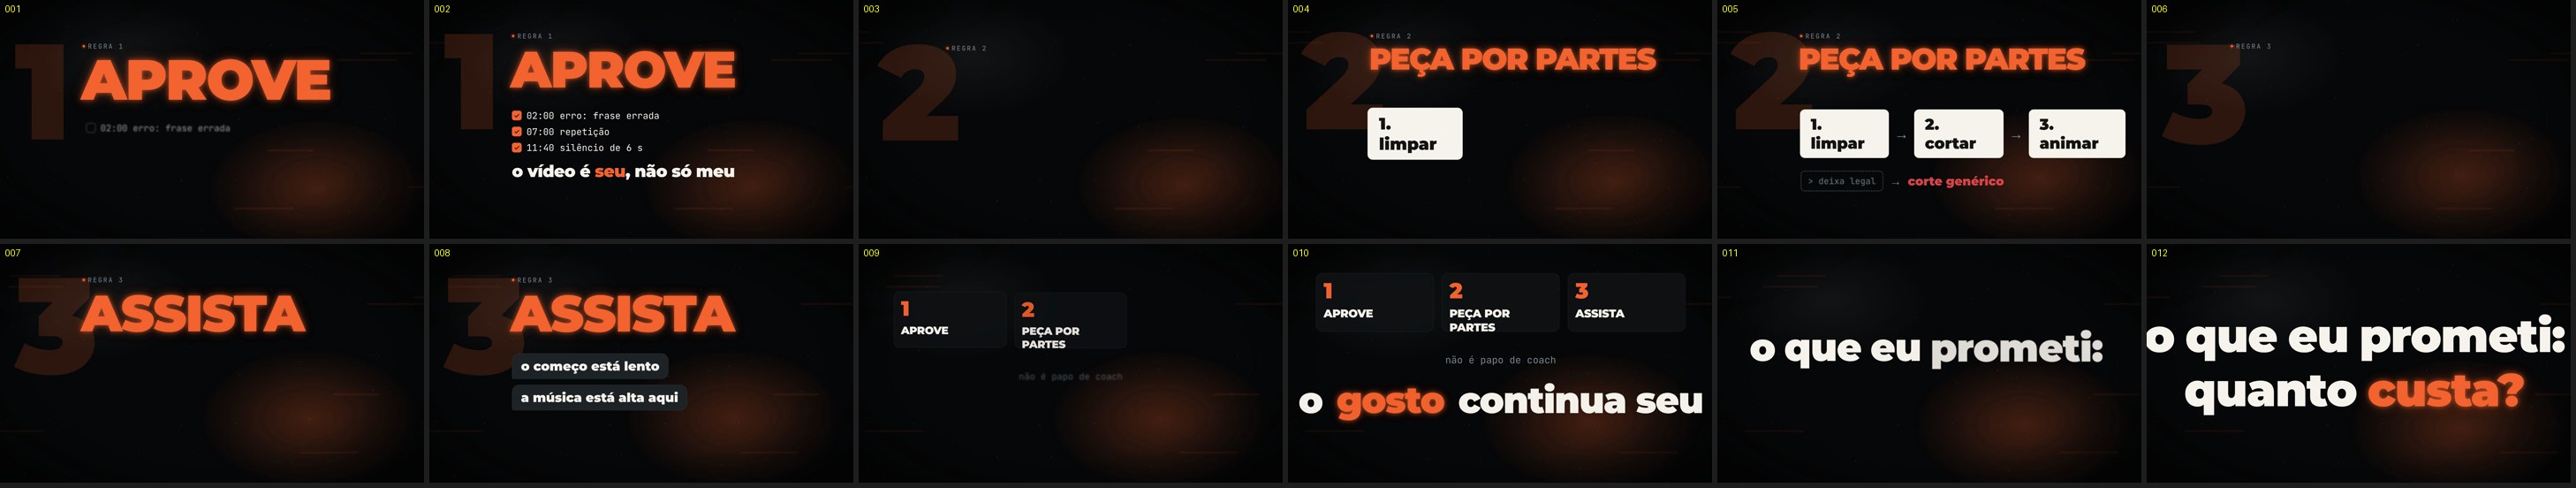 001
1
REGRA 1
APROVE
02:00 erro: frase errada
002
1
REGRA 1
APROVE
02:00 erro: frase errada
07:00 repetição
11:40 silêncio de 6 s
o vídeo é seu, não só meu
003
2
REGRA 2
004
2
REGRA 2
PEÇA POR PARTES
1.
limpar
005
2
REGRA 2
PEÇA POR PARTES
1.
limpar
→
2.
cortar
→
3.
animar
> deixa legal → corte genérico
006
3
REGRA 3
007
3
REGRA 3
ASSISTA
008
3
REGRA 3
ASSISTA
o começo está lento
a música está alta aqui
009
1
APROVE
2
PEÇA POR
PARTES
não é papo de coach
010
1
APROVE
2
PEÇA POR
PARTES
3
ASSISTA
não é papo de coach
o gosto continua seu
011
o que eu prometi:
012
o que eu prometi:
quanto custa?